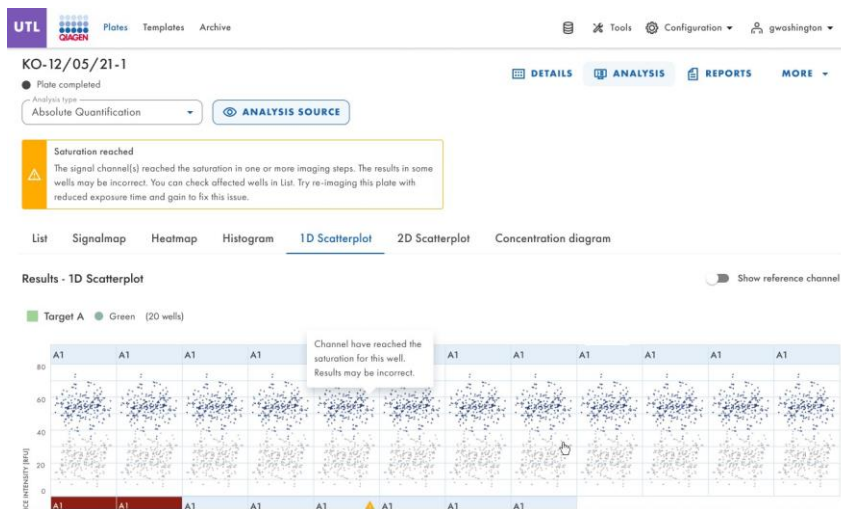 UTL
QIAGEN
Plates Templates Archive
Tools Configuration gwashington
KO-12/05/21-1
Plate completed
DETAILS ANALYSIS REPORTS MORE
Analysis type
Absolute Quantification
ANALYSIS SOURCE
Saturation reached
The signal channel(s) reached the saturation in one or more imaging steps. The results in some
wells may be incorrect. You can check affected wells in List. Try re-imaging this plate with
reduced exposure time and gain to fix this issue.
List Signalmap Heatmap Histogram 1D Scatterplot 2D Scatterplot Concentration diagram
Results - 1D Scatterplot
Show reference channel
Target A Green (20 wells)
Channel have reached the
saturation for this well.
Results may be incorrect.
A1 A1 A1 A1 A1 A1 A1 A1 A1 A1
80
60
40
20
0
CE INTENSITY [RFU]
A1 A1 A1 A1 A1 A1 A1 A1